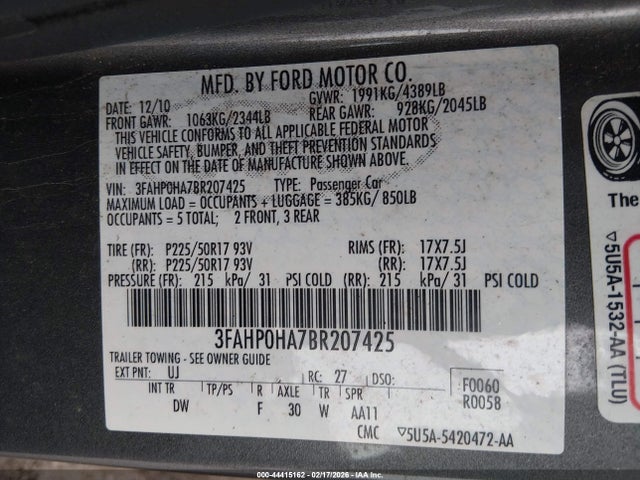 MFD. BY FORD MOTOR CO.
DATE: 12/10 GVWR: 1991KG/4389LB
FRONT GAWR: 1063KG/2344LB REAR GAWR: 928KG/2045LB
THIS VEHICLE CONFORMS TO ALL APPLICABLE FEDERAL MOTOR
VEHICLE SAFETY, BUMPER, AND THEFT PREVENTION STANDARDS
IN EFFECT ON THE DATE OF MANUFACTURE SHOWN ABOVE.
VIN: 3FAHP0HA7BR207425 TYPE: Passenger Car
MAXIMUM LOAD = OCCUPANTS + LUGGAGE = 385KG/ 850LB
OCCUPANTS = 5 TOTAL; 2 FRONT, 3 REAR
TIRE (FR): P225/50R17 93V RIMS (FR): 17X7.5J
(RR): P225/50R17 93V (RR): 17X7.5J
PRESSURE (FR): 215 kPa/ 31 PSI COLD (RR): 215 kPa/ 31 PSI COLD
3FAHP0HA7BR207425
TRAILER TOWING - SEE OWNER GUIDE
EXT PNT: UJ RC: 27 DSO:
INT TR TP/PS R AXLE TR SPR
DW F 30 W AA11
F0060
R0058
CMC ▽5U5A-5420472-AA
The
▽5U5A-1532-AA (TLU)
000-44415162 - 02/17/2026 - IAAI.COM